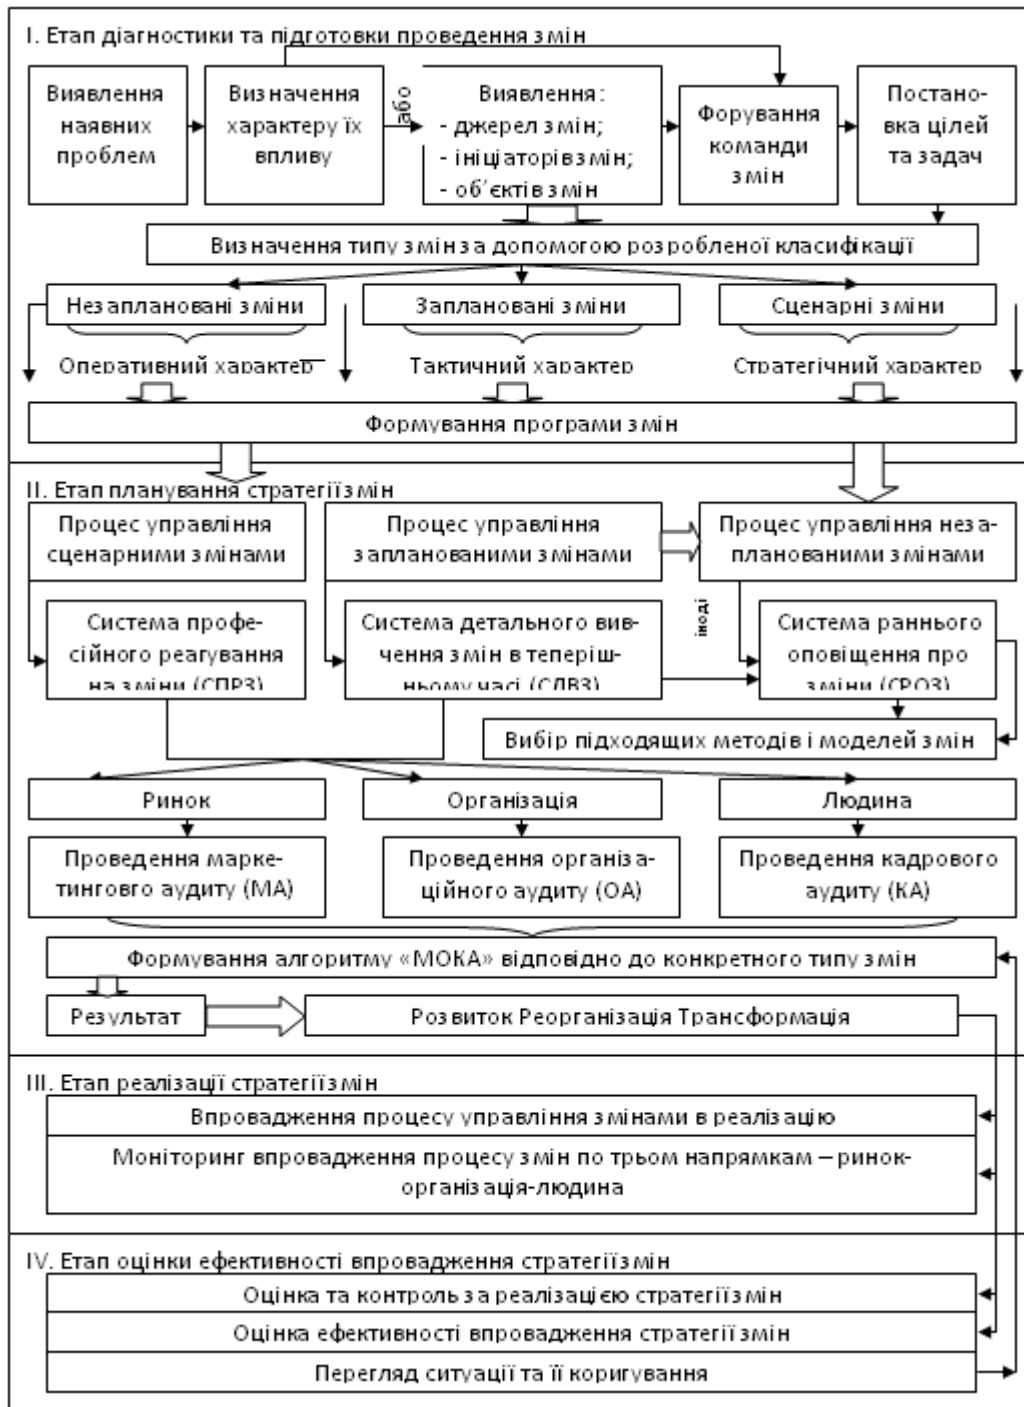 І. Етап діагностики та підготовки проведення змін
Виявлення
наявних
проблем
Визначення
характеру їх
впливу
або
Виявлення:
- джерел змін;
- ініціаторів змін;
- об’єктів змін
Форування
команди
змін
Постано-
вка цілей
та задач
Визначення типу змін за допомогою розробленої класифікації
Незаплановані зміни
Заплановані зміни
Сценарні зміни
Оперативний характер
Тактичний характер
Стратегічний характер
Формування програми змін
ІІ. Етап планування стратегії змін
Процес управління
сценарними змінами
Процес управління
запланованими змінами
Процес управління неза-
планованими змінами
іноді
Система профе-
сійного реагування
на зміни (СПРЗ)
Система детального вив-
чення змін в теперіш-
ньому часі (СДВЗ)
Система раннього
оповіщення про
зміни (СРОЗ)
Вибір підходящих методів і моделей змін
Ринок
Організація
Людина
Проведення марке-
тинговго аудиту (МА)
Проведення організа-
ційного аудиту (ОА)
Проведення кадрового
аудиту (КА)
Формування алгоритму «МОКА» відповідно до конкретного типу змін
Результат
Розвиток Реорганізація Трансформація
ІІІ. Етап реалізації стратегії змін
Впровадження процесу управління змінами в реалізацію
Моніторинг впровадження процесу змін по трьом напрямкам – ринок-
організація-людина
IV. Етап оцінки ефективності впровадження стратегії змін
Оцінка та контроль за реалізацією стратегії змін
Оцінка ефективності впровадження стратегії змін
Перегляд ситуації та її коригування